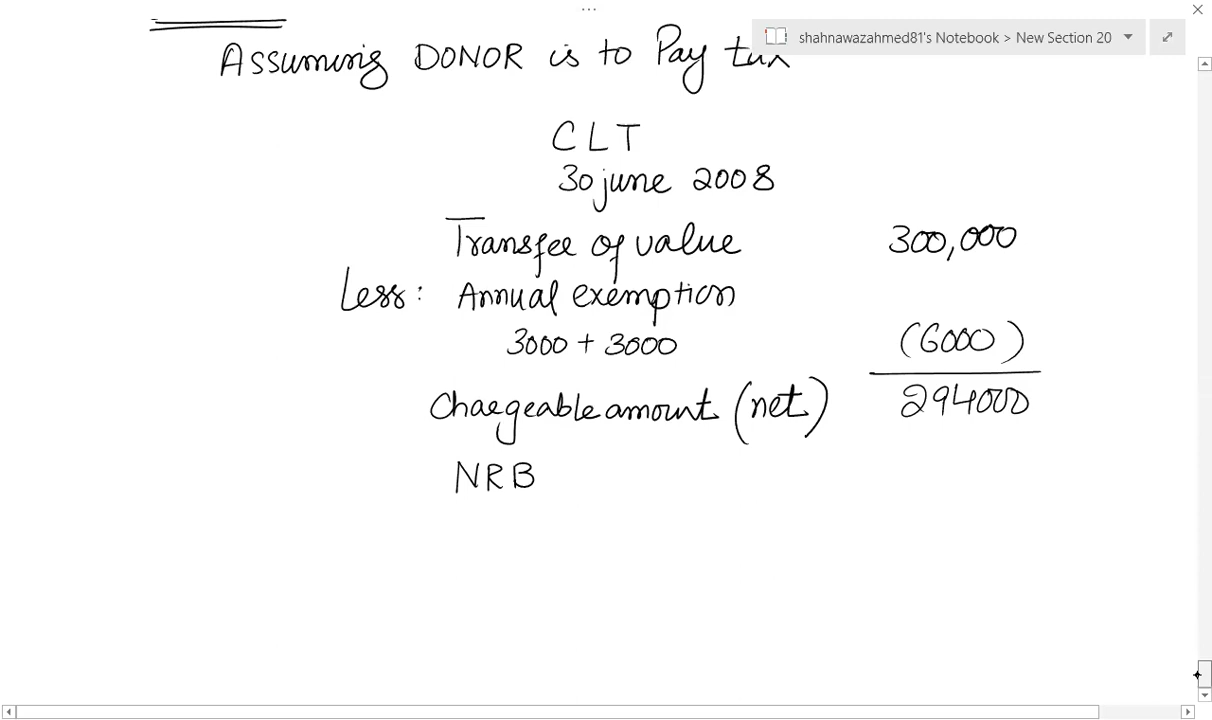 ...
shahnawazahmed81's Notebook > New Section 20
Assuming DONOR is to Pay tax
CLT
30 june 2008
Transfer of value 300,000
Less: Annual exemption
3000 + 3000 (6000)
Chargeable amount (net) 294000
NRB